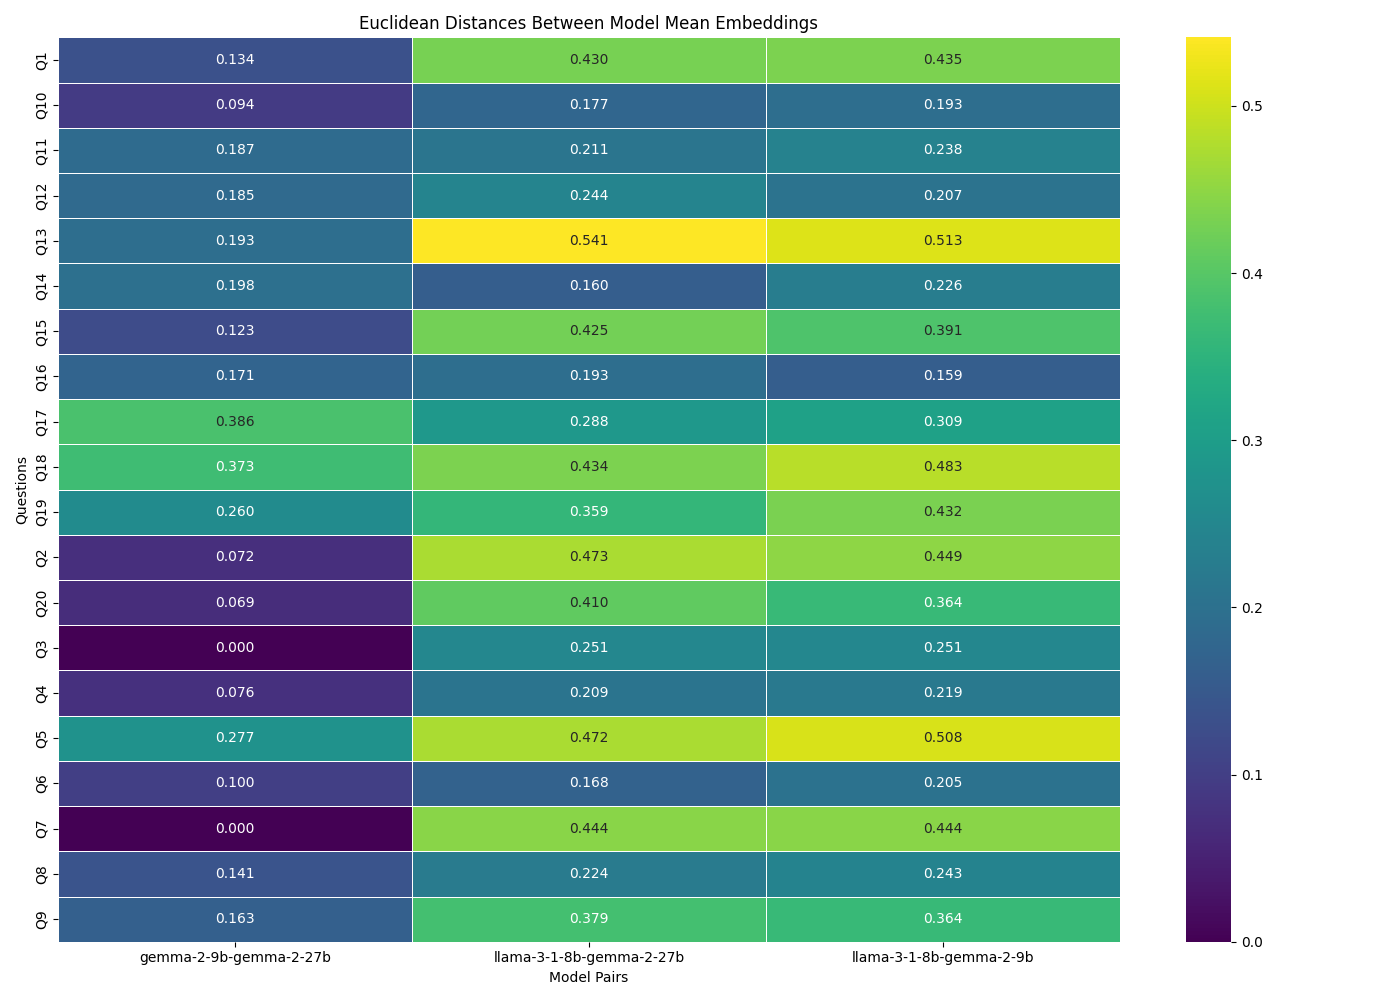 Euclidean Distances Between Model Mean Embeddings
Q1 0.134 0.430 0.435
Q10 0.094 0.177 0.193
Q11 0.187 0.211 0.238
Q12 0.185 0.244 0.207
Q13 0.193 0.541 0.513
Q14 0.198 0.160 0.226
Q15 0.123 0.425 0.391
Q16 0.171 0.193 0.159
Q17 0.386 0.288 0.309
Q18 0.373 0.434 0.483
Q19 0.260 0.359 0.432
Q2 0.072 0.473 0.449
Q20 0.069 0.410 0.364
Q3 0.000 0.251 0.251
Q4 0.076 0.209 0.219
Q5 0.277 0.472 0.508
Q6 0.100 0.168 0.205
Q7 0.000 0.444 0.444
Q8 0.141 0.224 0.243
Q9 0.163 0.379 0.364
Questions
gemma-2-9b-gemma-2-27b llama-3-1-8b-gemma-2-27b llama-3-1-8b-gemma-2-9b
Model Pairs
0.5
0.4
0.3
0.2
0.1
0.0